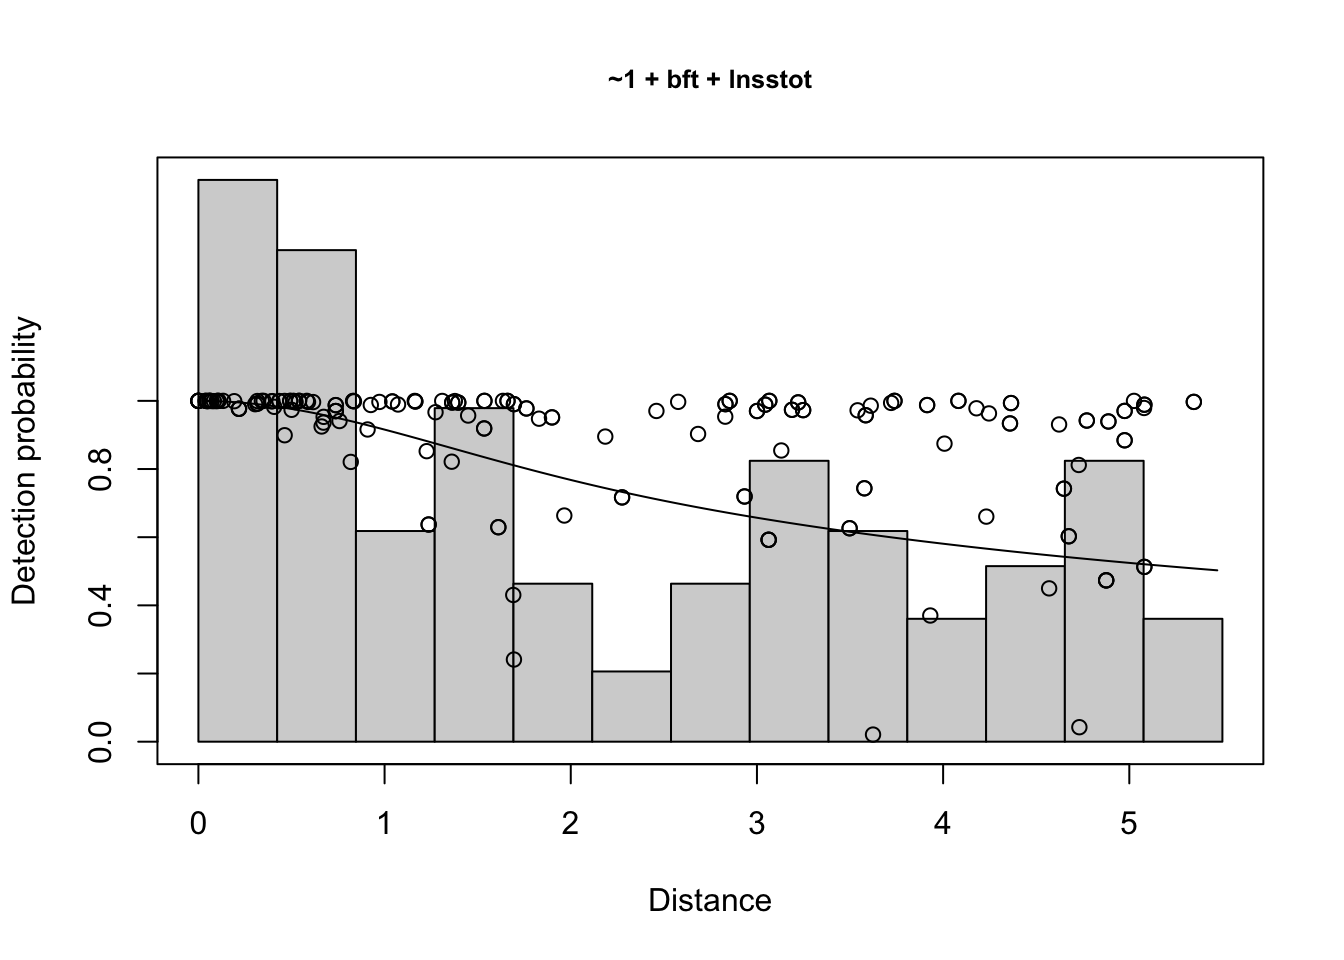 ~1 + bft + lnsstot
Detection probability
0.8
0.4
0.0
0 1 2 3 4 5
Distance